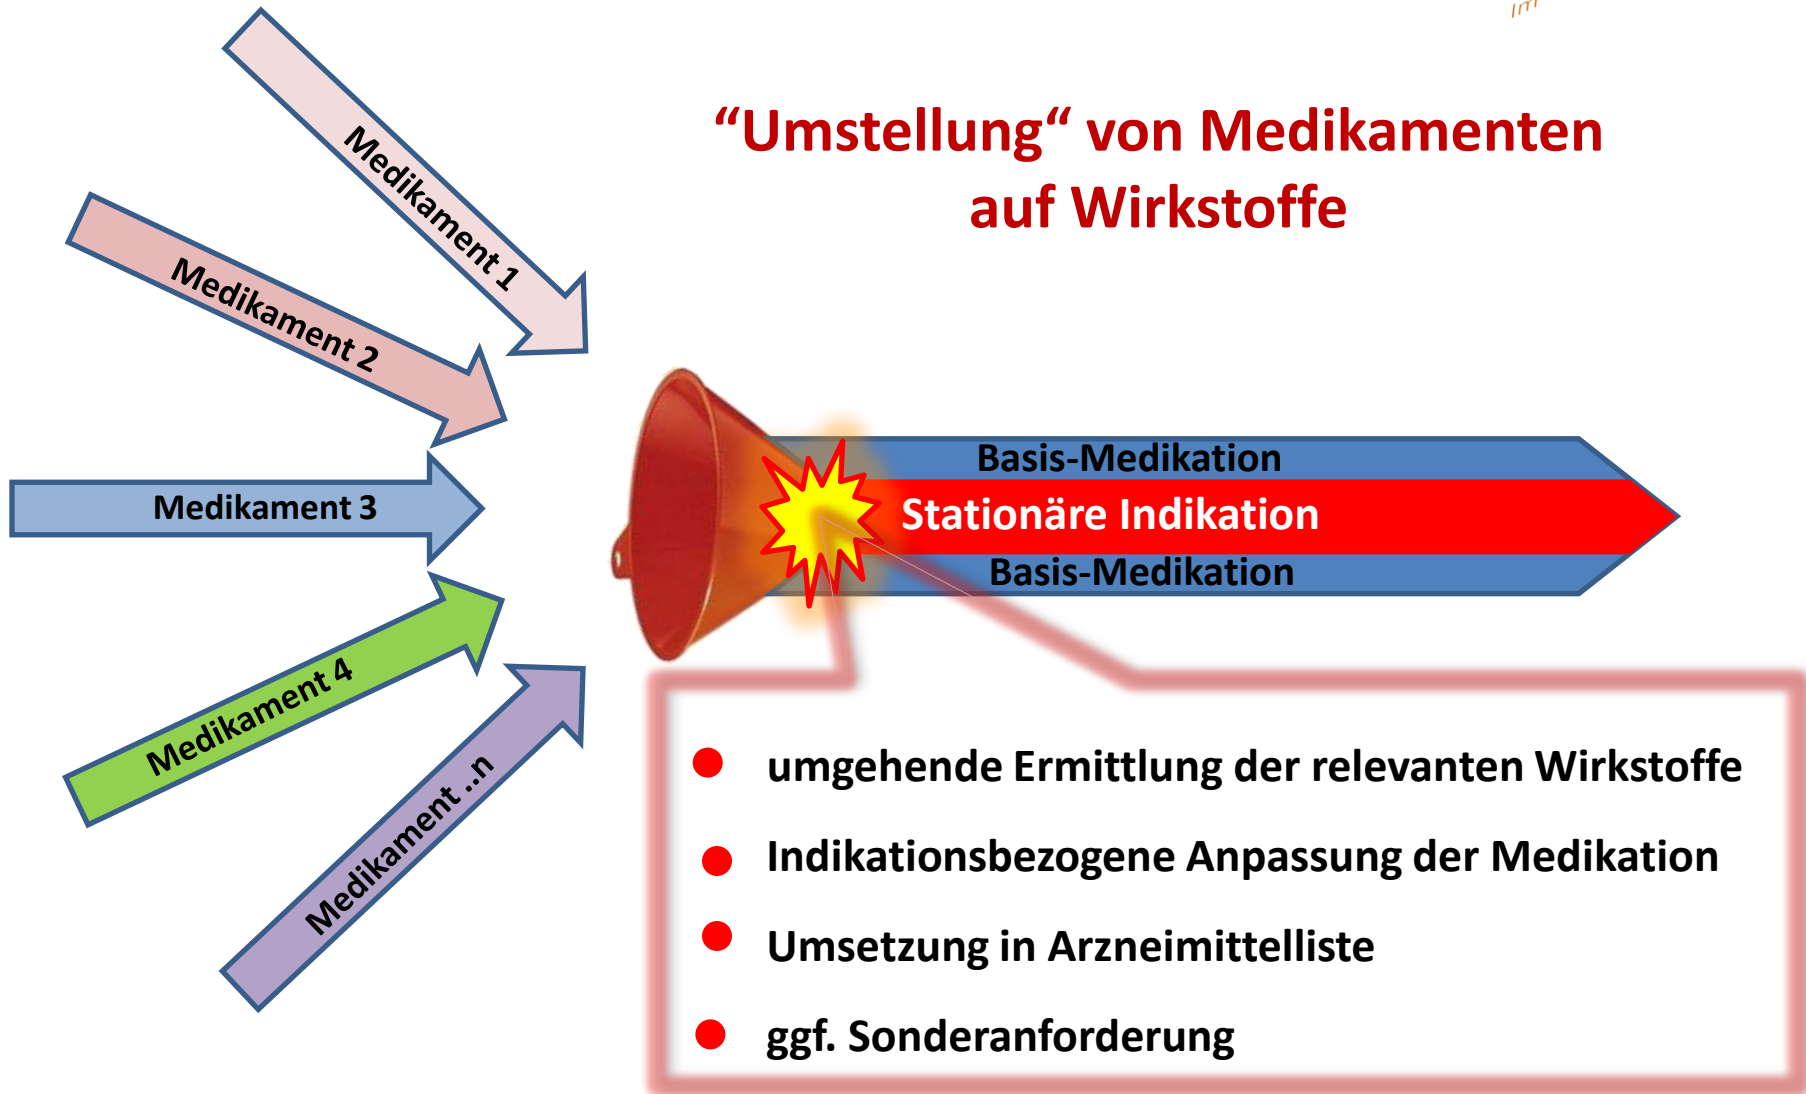 Im
“Umstellung“ von Medikamenten
auf Wirkstoffe
Medikament 1
Medikament 2
Medikament 3
Medikament 4
Medikament ..n
Basis-Medikation
Stationäre Indikation
Basis-Medikation
umgehende Ermittlung der relevanten Wirkstoffe
Indikationsbezogene Anpassung der Medikation
Umsetzung in Arzneimittelliste
ggf. Sonderanforderung